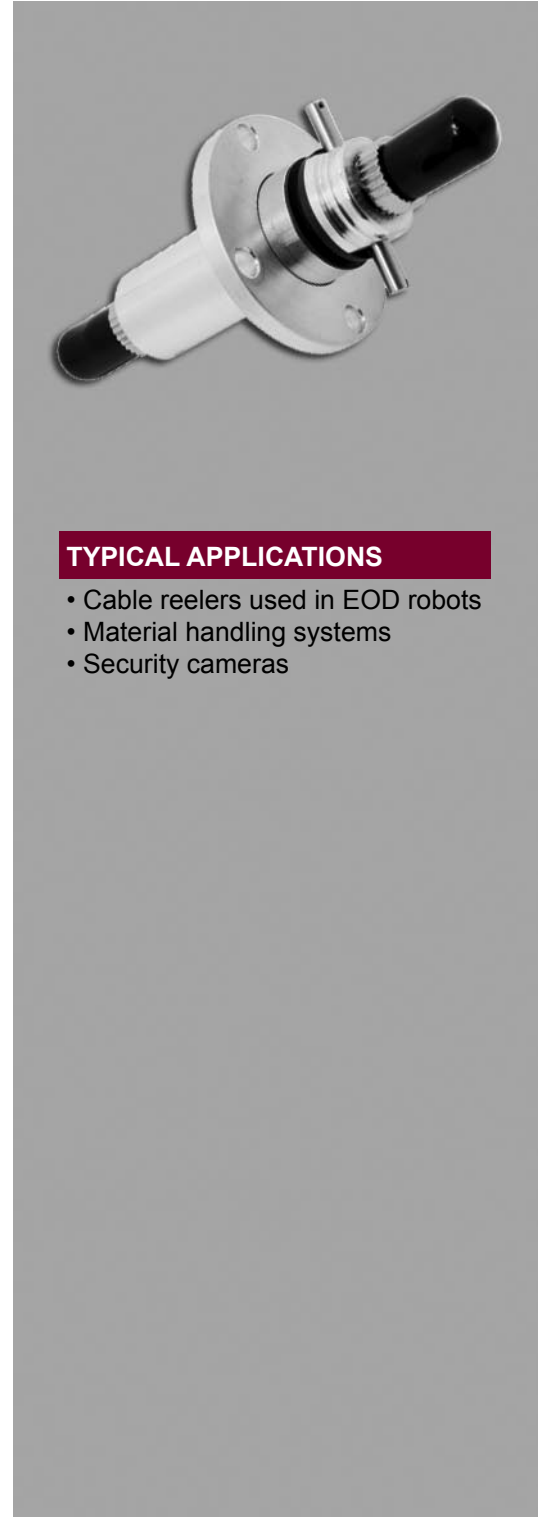 TYPICAL APPLICATIONS
• Cable reelers used in EOD robots
• Material handling systems
• Security cameras